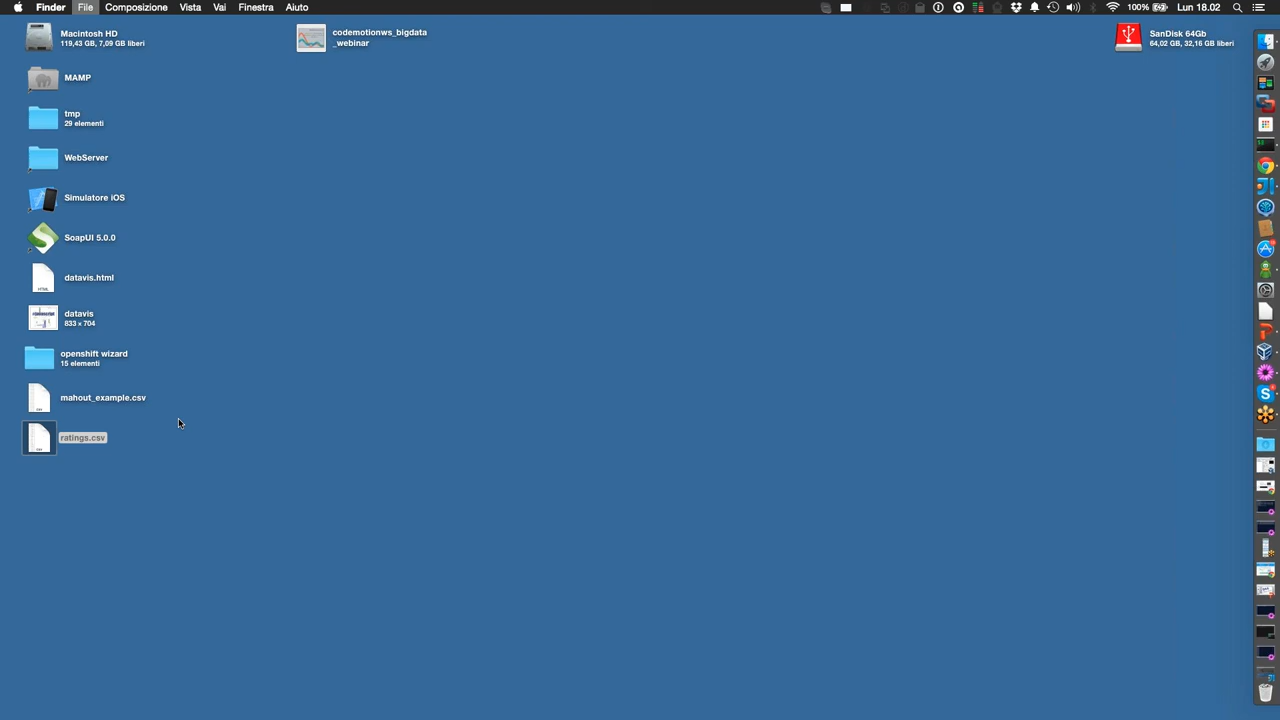 Finder File Composizione Vista Vai Finestra Aiuto 100% Lun 18.02
Macintosh HD
119,43 GB, 7,09 GB liberi
codemotionws_bigdata
_webinar
SanDisk 64Gb
64,02 GB, 32,16 GB liberi
MAMP
tmp
29 elementi
WebServer
Simulatore iOS
SoapUI 5.0.0
datavis.html
datavis
833 × 704
openshift wizard
15 elementi
mahout_example.csv
ratings.csv